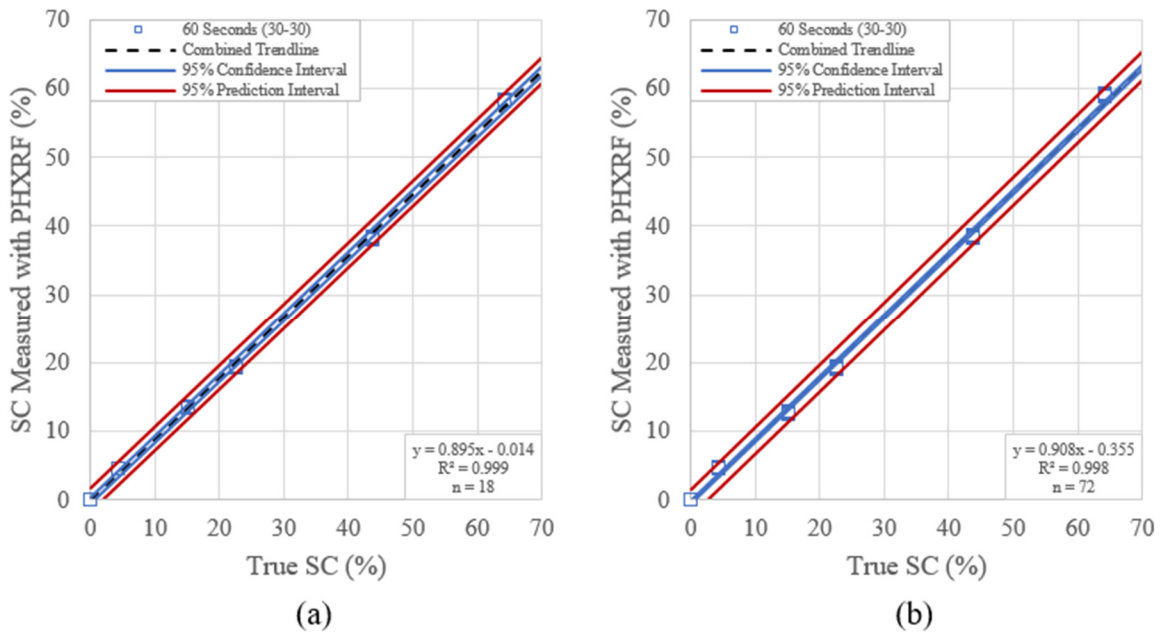 SC Measured with PHXRF (%)
70
60
50
40
30
20
10
0
60 Seconds (30-30)
Combined Trendline
95% Confidence Interval
95% Prediction Interval
y = 0.895x - 0.014
R² = 0.999
n = 18
0 10 20 30 40 50 60 70
True SC (%)
(a)
SC Measured with PHXRF (%)
70
60
50
40
30
20
10
0
60 Seconds (30-30)
Combined Trendline
95% Confidence Interval
95% Prediction Interval
y = 0.908x - 0.355
R² = 0.998
n = 72
0 10 20 30 40 50 60 70
True SC (%)
(b)